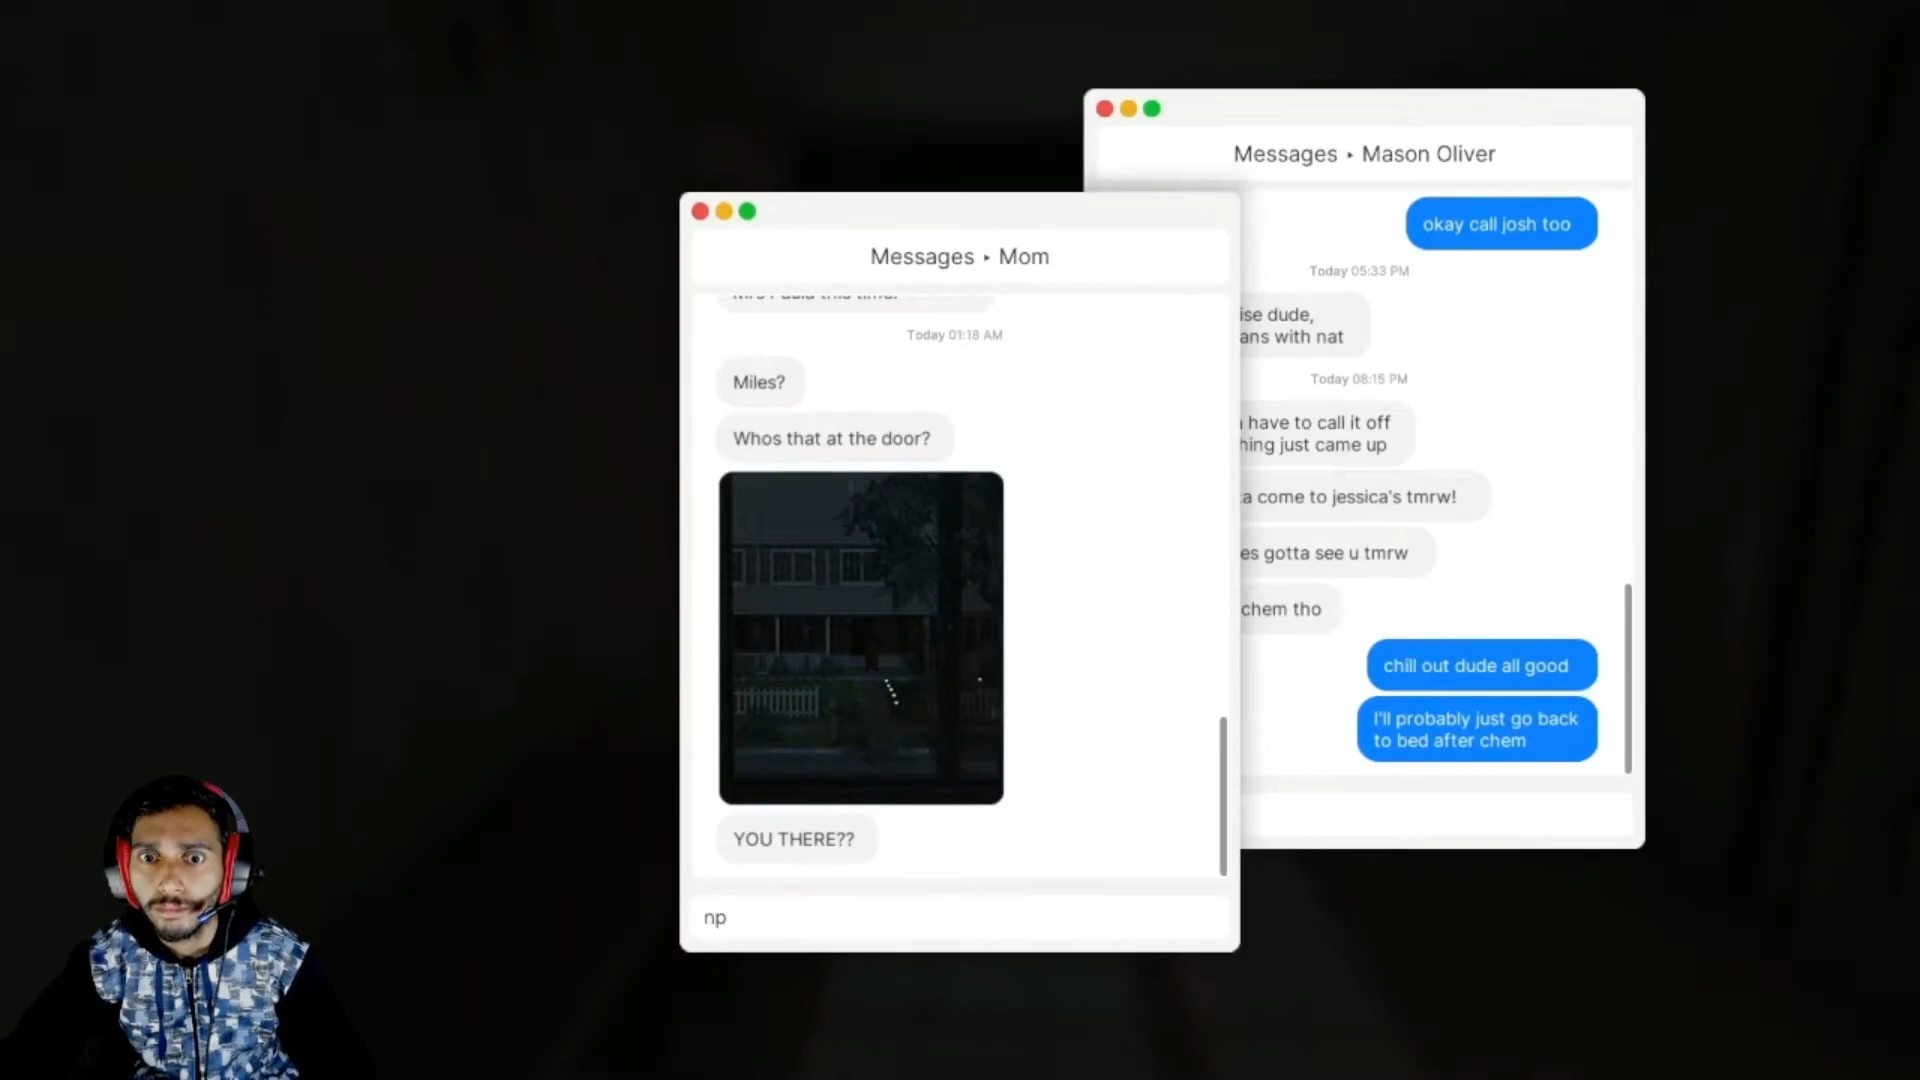 Messages ‣ Mason Oliver
okay call josh too
Today 05:33 PM
ise dude,
ans with nat
Today 08:15 PM
have to call it off
hing just came up
a come to jessica's tmrw!
es gotta see u tmrw
chem tho
chill out dude all good
I'll probably just go back
to bed after chem
Messages ‣ Mom
Today 01:18 AM
Miles?
Whos that at the door?
YOU THERE??
np